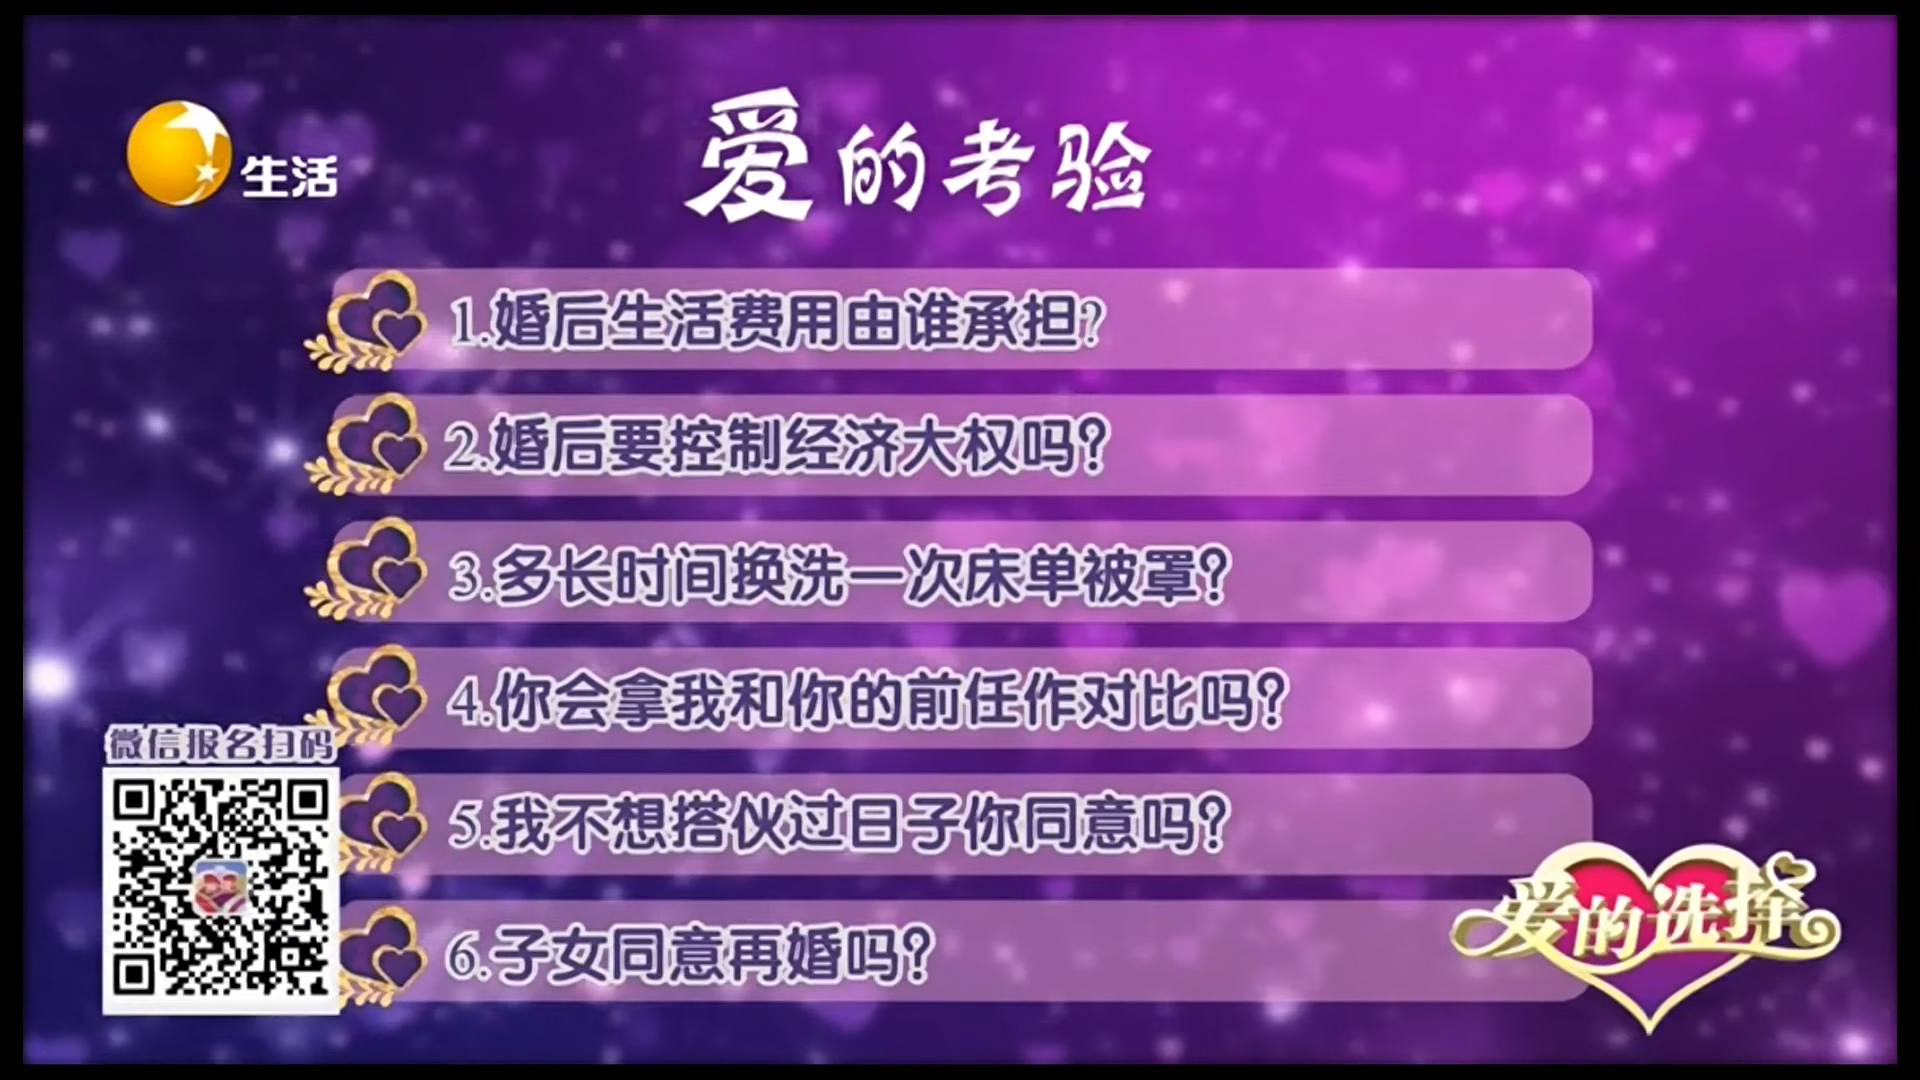 生活
爱的考验
1.婚后生活费用由谁承担?
2.婚后要控制经济大权吗?
3.多长时间换洗一次床单被罩?
4.你会拿我和你的前任作对比吗?
微信报名扫码
5.我不想搭伙过日子你同意吗?
爱的选择
6.子女同意再婚吗?